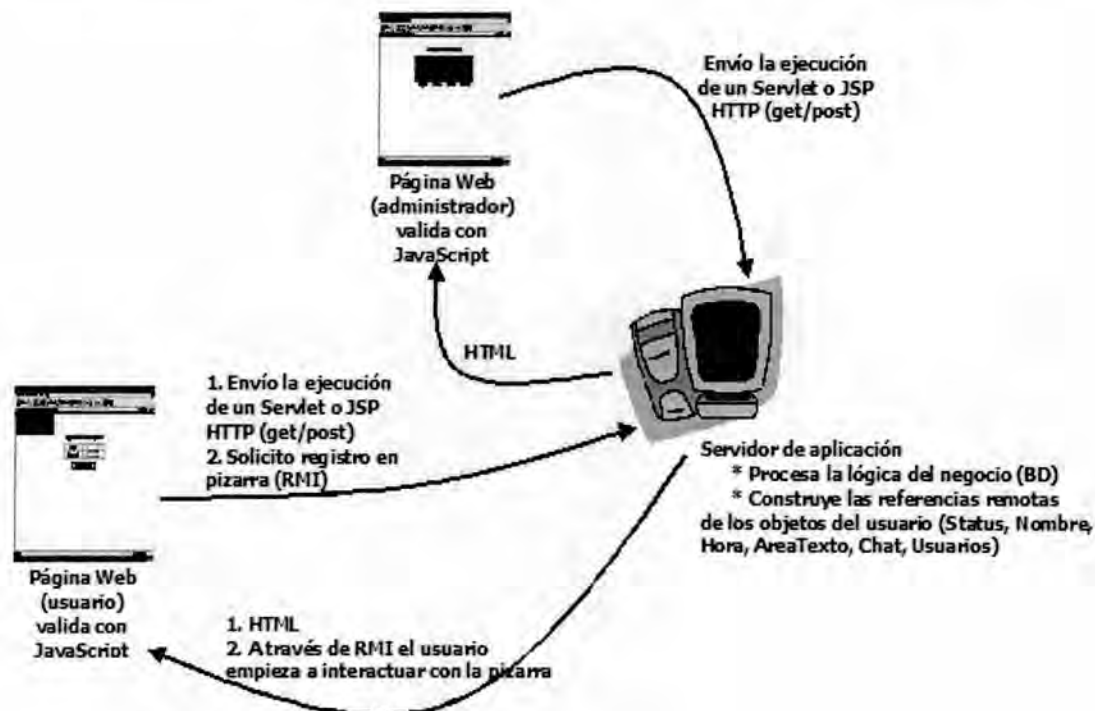 Envío la ejecución
de un Servlet o JSP
HTTP (get/post)
Página Web
(administrador)
valida con
JavaScript
HTML
1. Envío la ejecución
de un Servlet o JSP
HTTP (get/post)
2. Solicito registro en
pizarra (RMI)
Servidor de aplicación
* Procesa la lógica del negocio (BD)
* Construye las referencias remotas
de los objetos del usuario (Status, Nombre,
Hora, AreaTexto, Chat, Usuarios)
Página Web
(usuario)
valida con
JavaScript
1. HTML
2. Através de RMI el usuario
empieza a interactuar con la pizarra